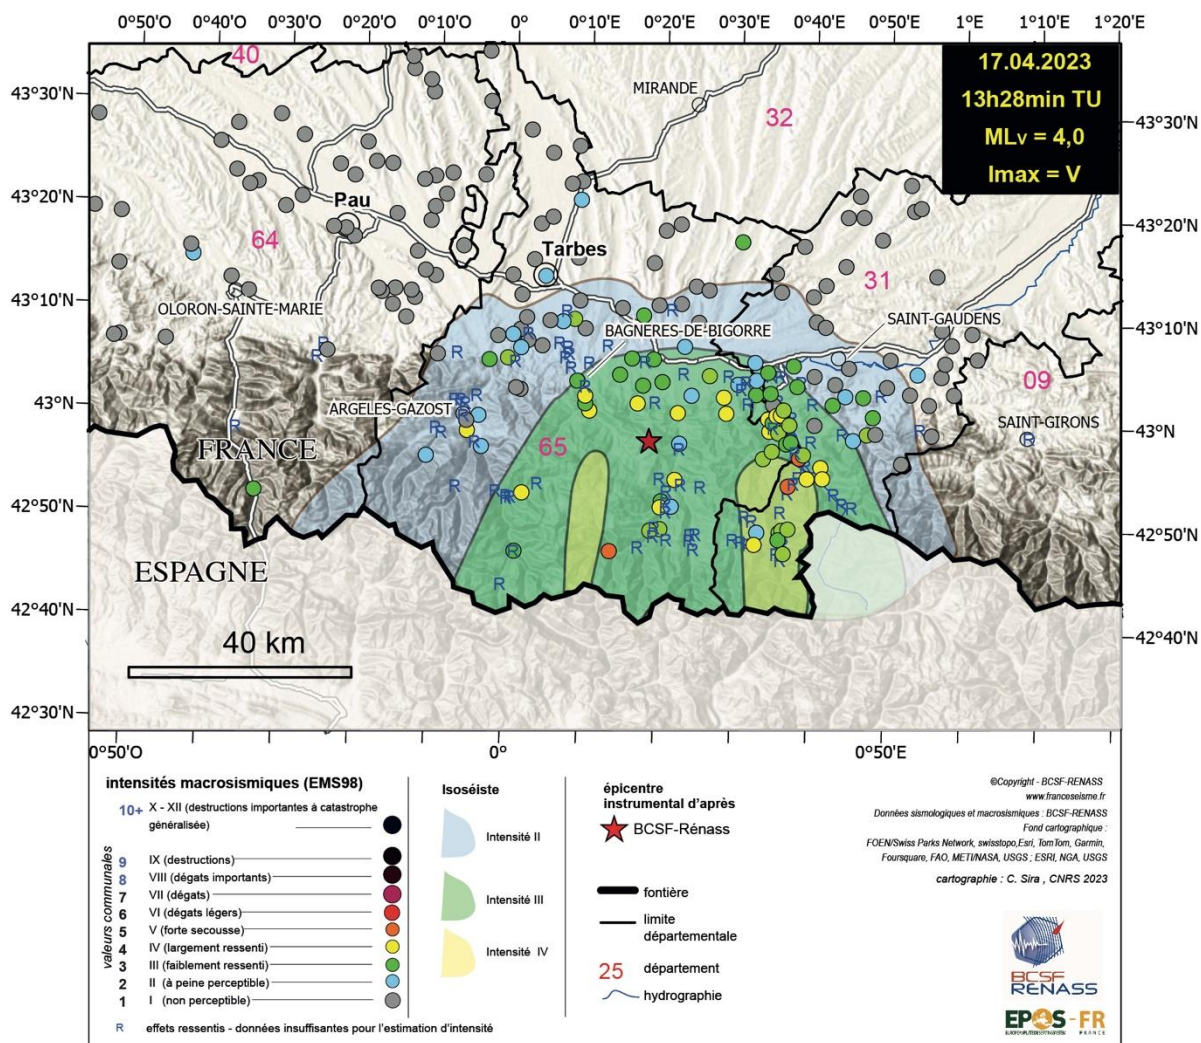 0°50'O 0°40'O 0°30'O 0°20'O 0°10'O 0° 0°10'E 0°20'E 0°30'E 0°40'E 0°50'E 1°E 1°10'E 1°20'E
17.04.2023
13h28min TU
MLv = 4,0
Imax = V
40
43°30'N
MIRANDE
32
43°30'N
43°20'N
Pau
43°20'N
64
Tarbes
31
43°10'N
OLORON-SAINTE-MARIE
BAGNERES-DE-BIGORRE
SAINT-GAUDENS
43°10'N
09
43°N
ARGELES-GAZOST
SAINT-GIRONS
43°N
FRANCE
65
42°50'N
42°50'N
ESPAGNE
42°40'N
40 km
42°40'N
42°30'N
0°50'O 0° 0°50'E
intensités macrosismiques (EMS98)
valeurs communales
10+ X - XII (destructions importantes à catastrophe
généralisée)
9 IX (destructions)
8 VIII (dégats importants)
7 VII (dégats)
6 VI (dégats légers)
5 V (forte secousse)
4 IV (largement ressenti)
3 III (faiblement ressenti)
2 II (à peine perceptible)
1 I (non perceptible)
R effets ressentis - données insuffisantes pour l'estimation d'intensité
Isoséiste
Intensité II
Intensité III
Intensité IV
épicentre
instrumental d'après
BCSF-Rénass
fontière
limite
départementale
25 département
hydrographie
©Copyright - BCSF-RENASS
www.franceseisme.fr
Données sismologiques et macrosismiques : BCSF-RENASS
Fond cartographique :
FOEN/Swiss Parks Network, swisstopo,Esri, TomTom, Garmin,
Foursquare, FAO, METI/NASA, USGS ; ESRI, NGA, USGS
cartographie : C. Sira , CNRS 2023
BCSF
RENASS
EPOS-FR
FRANCE